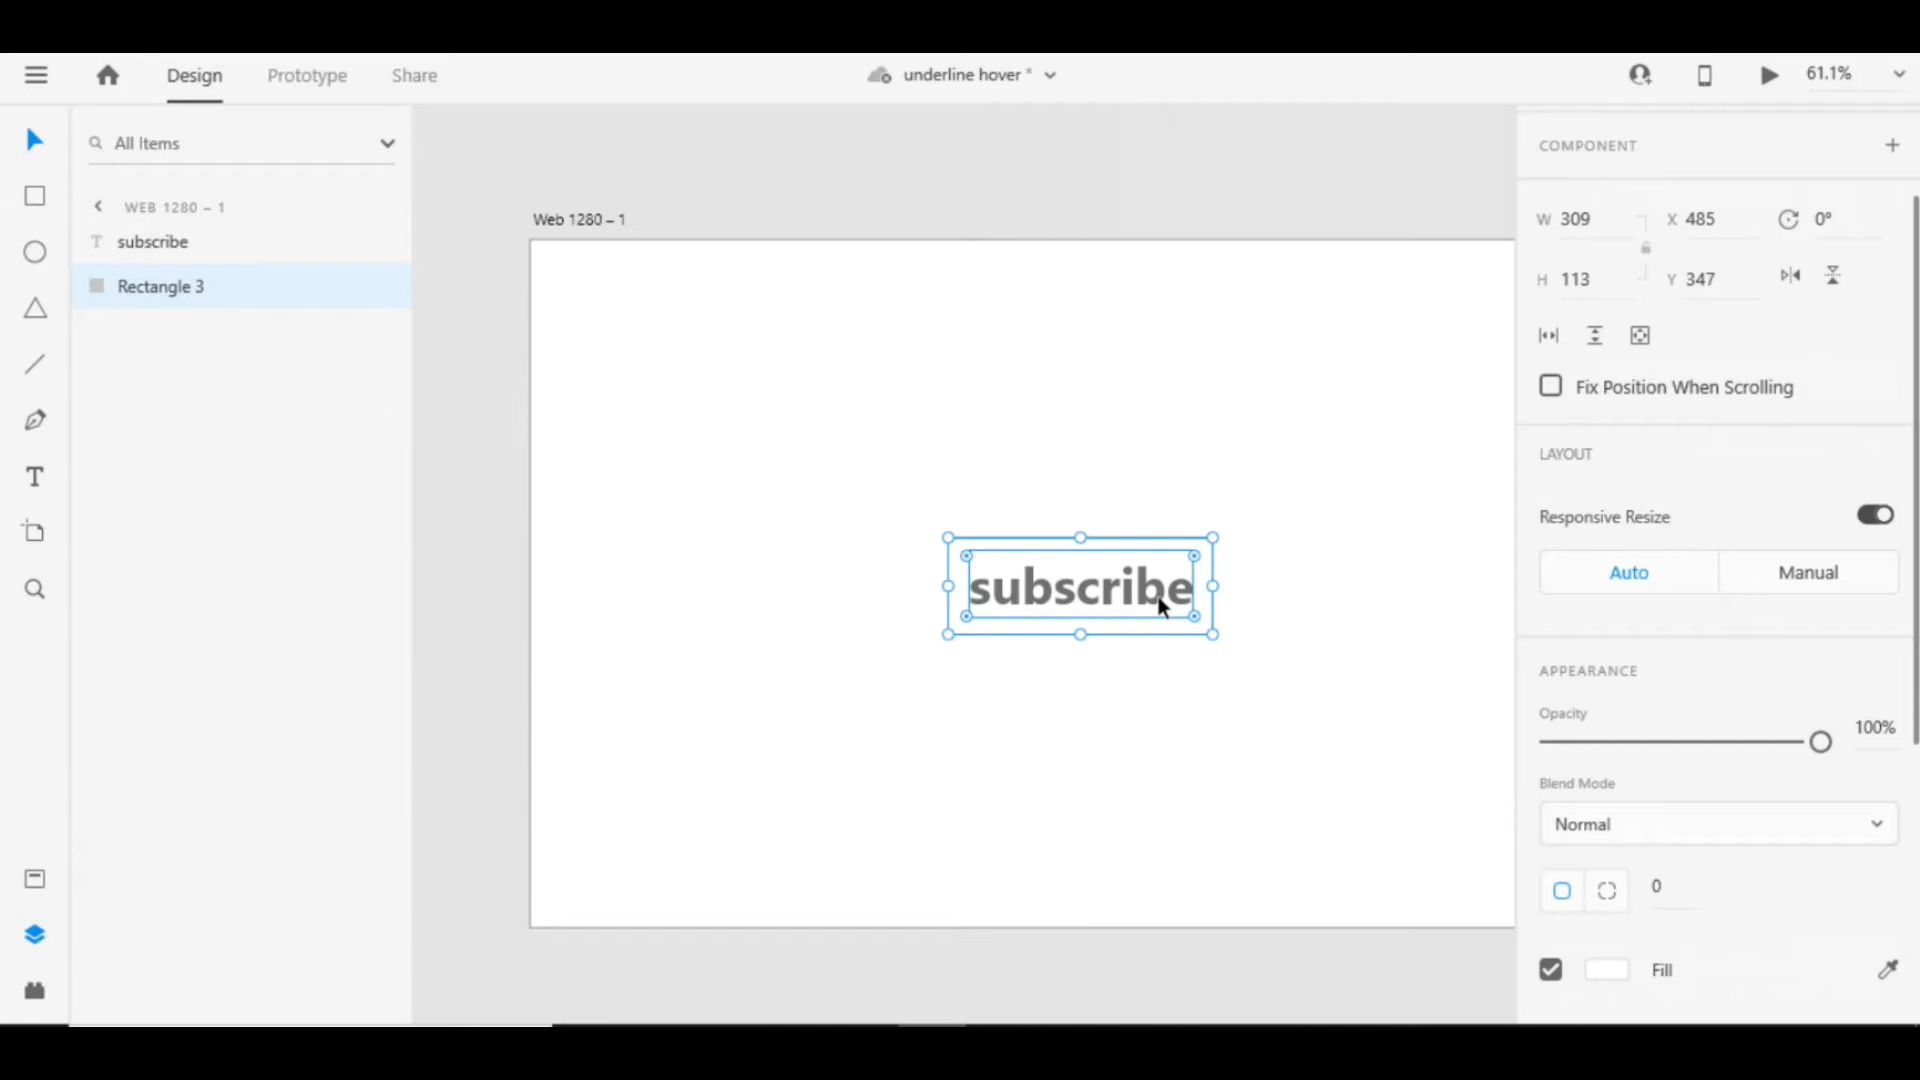 Design Prototype Share
underline hover *
61.1%
All Items
WEB 1280 – 1
T subscribe
Rectangle 3
Web 1280 – 1
subscribe
COMPONENT
W 309 X 485 0°
H 113 Y 347
Fix Position When Scrolling
LAYOUT
Responsive Resize
Auto Manual
APPEARANCE
Opacity
100%
Blend Mode
Normal
0
Fill